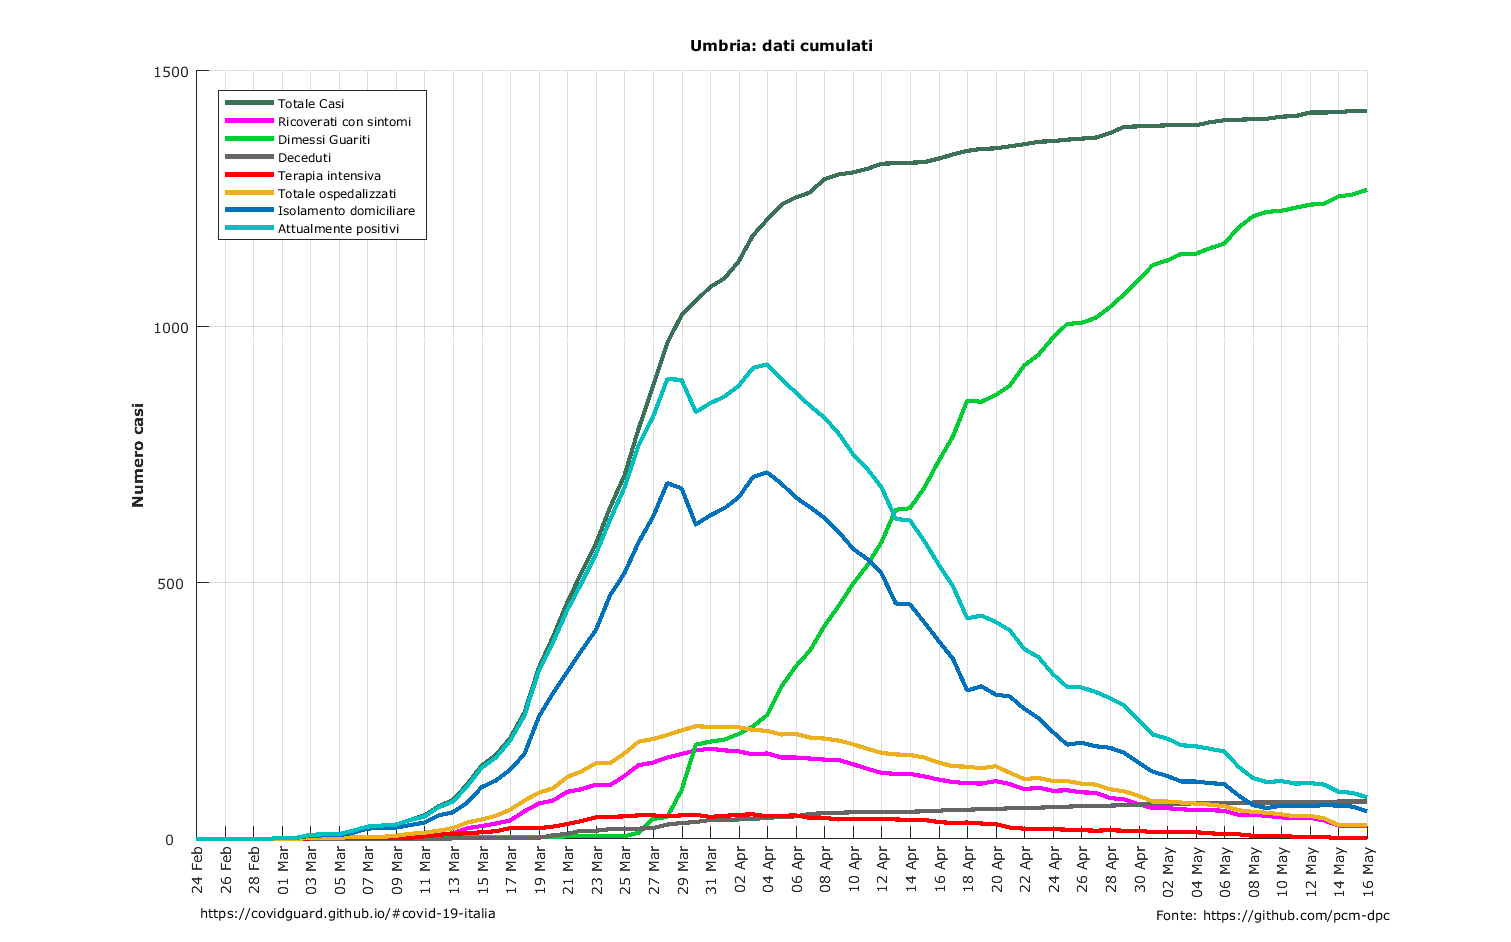 Umbria: dati cumulati
1500
1000
500
0
Numero casi
Totale Casi
Ricoverati con sintomi
Dimessi Guariti
Deceduti
Terapia intensiva
Totale ospedalizzati
Isolamento domiciliare
Attualmente positivi
24 Feb
26 Feb
28 Feb
01 Mar
03 Mar
05 Mar
07 Mar
09 Mar
11 Mar
13 Mar
15 Mar
17 Mar
19 Mar
21 Mar
23 Mar
25 Mar
27 Mar
29 Mar
31 Mar
02 Apr
04 Apr
06 Apr
08 Apr
10 Apr
12 Apr
14 Apr
16 Apr
18 Apr
20 Apr
22 Apr
24 Apr
26 Apr
28 Apr
30 Apr
02 May
04 May
06 May
08 May
10 May
12 May
14 May
16 May
https://covidguard.github.io/#covid-19-italia
Fonte: https://github.com/pcm-dpc